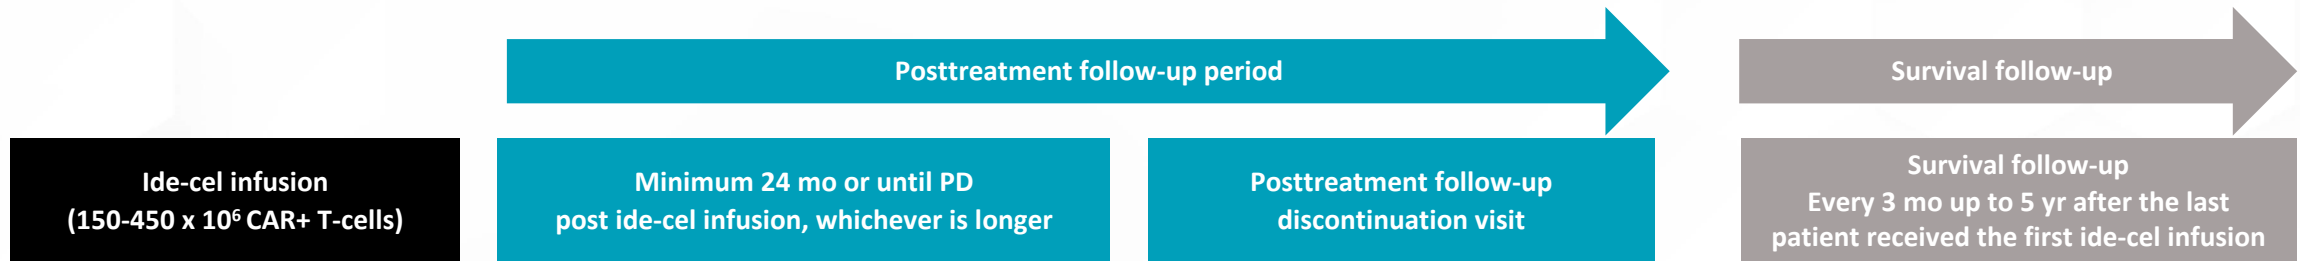 Posttreatment follow-up period
Survival follow-up
Ide-cel infusion
(150-450 x 10⁶ CAR+ T-cells)
Minimum 24 mo or until PD
post ide-cel infusion, whichever is longer
Posttreatment follow-up
discontinuation visit
Survival follow-up
Every 3 mo up to 5 yr after the last
patient received the first ide-cel infusion